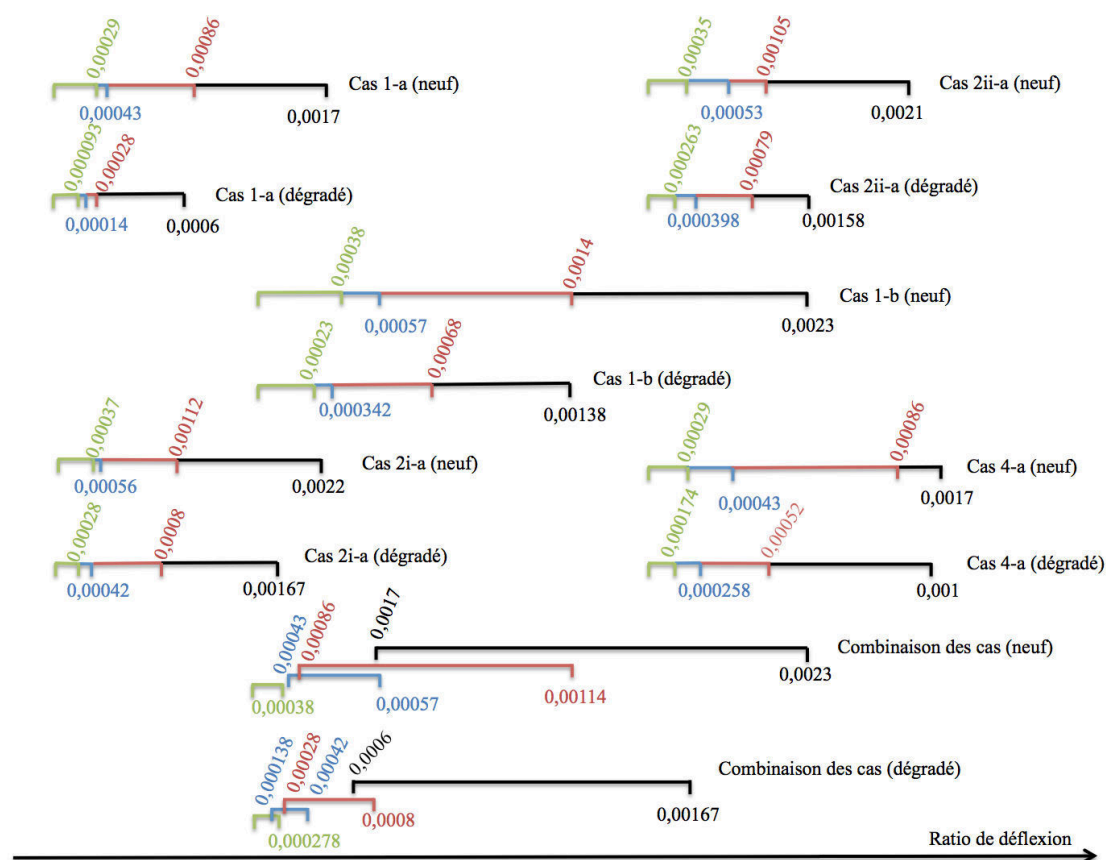 0,00029 0,00086
Cas 1-a (neuf)
0,00043 0,0017
0,00035 0,00105
Cas 2ii-a (neuf)
0,00053 0,0021
0,000093 0,00028
Cas 1-a (dégradé)
0,00014 0,0006
0,000263 0,00079
Cas 2ii-a (dégradé)
0,000398 0,00158
0,00038 0,0014
Cas 1-b (neuf)
0,00057 0,0023
0,00023 0,00068
Cas 1-b (dégradé)
0,000342 0,00138
0,00037 0,00112
Cas 2i-a (neuf)
0,00056 0,0022
0,00029 0,00086
Cas 4-a (neuf)
0,00043 0,0017
0,00028 0,0008
Cas 2i-a (dégradé)
0,00042 0,00167
0,000174 0,00052
Cas 4-a (dégradé)
0,000258 0,001
0,00043 0,00086 0,0017
Combinaison des cas (neuf)
0,00038 0,00057 0,00114 0,0023
0,000138 0,00028 0,00042 0,0006
Combinaison des cas (dégradé)
0,000278 0,0008 0,00167
Ratio de déflexion